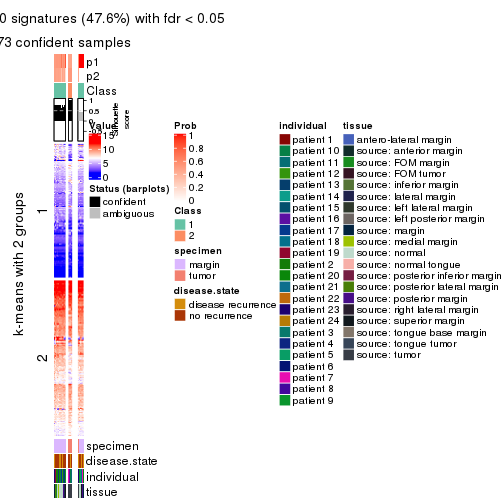 0 signatures (47.6%) with fdr < 0.05
73 confident samples
p1
p2
Class
1
0.5
0
Silhouette
score
k-means with 2 groups
1
2
specimen
disease.state
individual
tissue
Value
15
10
5
0
Status (barplots)
confident
ambiguous
Prob
1
0.8
0.6
0.4
0.2
0
Class
1
2
specimen
margin
tumor
disease.state
disease recurrence
no recurrence
individual
patient 1
patient 10
patient 11
patient 12
patient 13
patient 14
patient 15
patient 16
patient 17
patient 18
patient 19
patient 2
patient 20
patient 21
patient 22
patient 23
patient 24
patient 3
patient 4
patient 5
patient 6
patient 7
patient 8
patient 9
tissue
antero-lateral margin
source: anterior margin
source: FOM margin
source: FOM tumor
source: inferior margin
source: lateral margin
source: left lateral margin
source: left posterior margin
source: margin
source: medial margin
source: normal
source: normal tongue
source: posterior inferior margin
source: posterior lateral margin
source: posterior margin
source: right lateral margin
source: superior margin
source: tongue base margin
source: tongue tumor
source: tumor